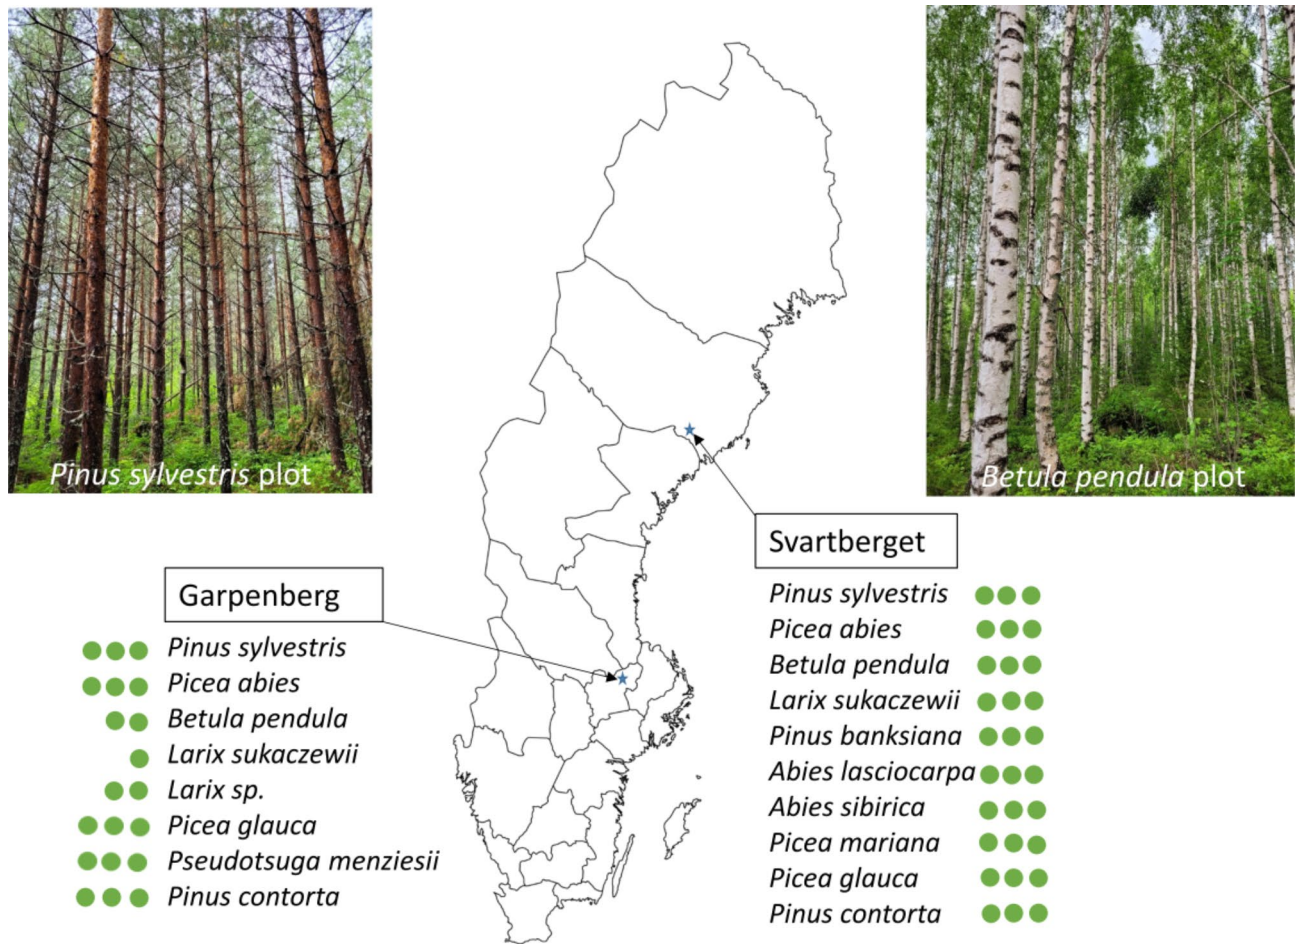 Pinus sylvestris plot
Betula pendula plot
Svartberget
Pinus sylvestris
Picea abies
Betula pendula
Larix sukaczewii
Pinus banksiana
Abies lasciocarpa
Abies sibirica
Picea mariana
Picea glauca
Pinus contorta
Garpenberg
Pinus sylvestris
Picea abies
Betula pendula
Larix sukaczewii
Larix sp.
Picea glauca
Pseudotsuga menziesii
Pinus contorta